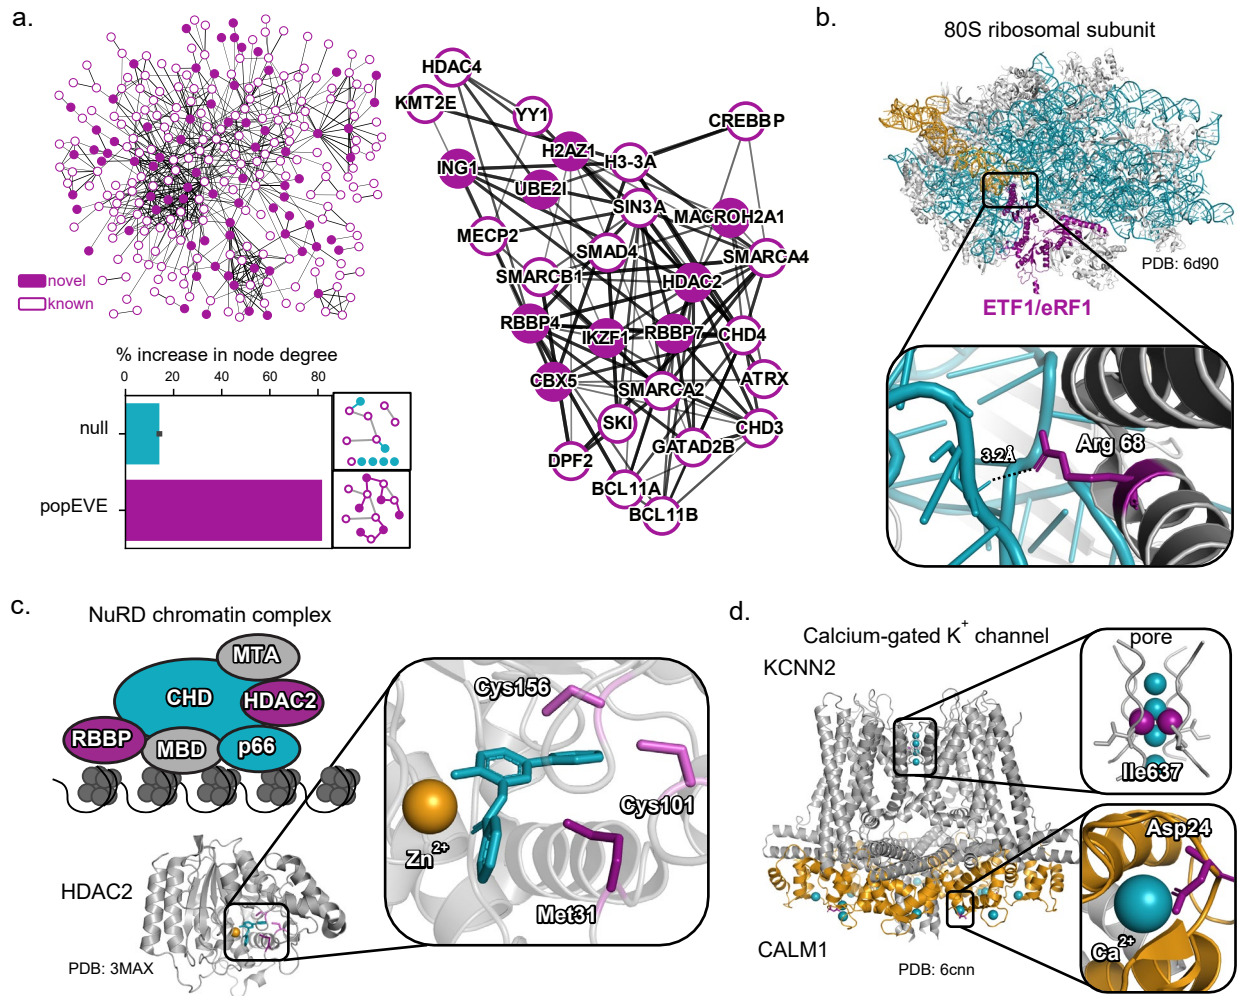 a.
novel
known
% increase in node degree
0 20 40 60 80
null
popEVE
HDAC4
KMT2E
YY1
CREBBP
H2AZ1
H3-3A
ING1
UBE2I
SIN3A
MACROH2A1
MECP2
SMAD4
SMARCA4
SMARCB1
HDAC2
RBBP4
IKZF1
RBBP7
CHD4
CBX5
SMARCA2
ATRX
SKI
CHD3
GATAD2B
DPF2
BCL11A
BCL11B
b.
80S ribosomal subunit
PDB: 6d90
ETF1/eRF1
3.2Å
Arg 68
c.
NuRD chromatin complex
MTA
CHD
HDAC2
RBBP
MBD
p66
HDAC2
PDB: 3MAX
Cys156
Cys101
Zn2+
Met31
d.
Calcium-gated K+ channel
KCNN2
pore
Ile637
Asp24
Ca2+
CALM1
PDB: 6cnn